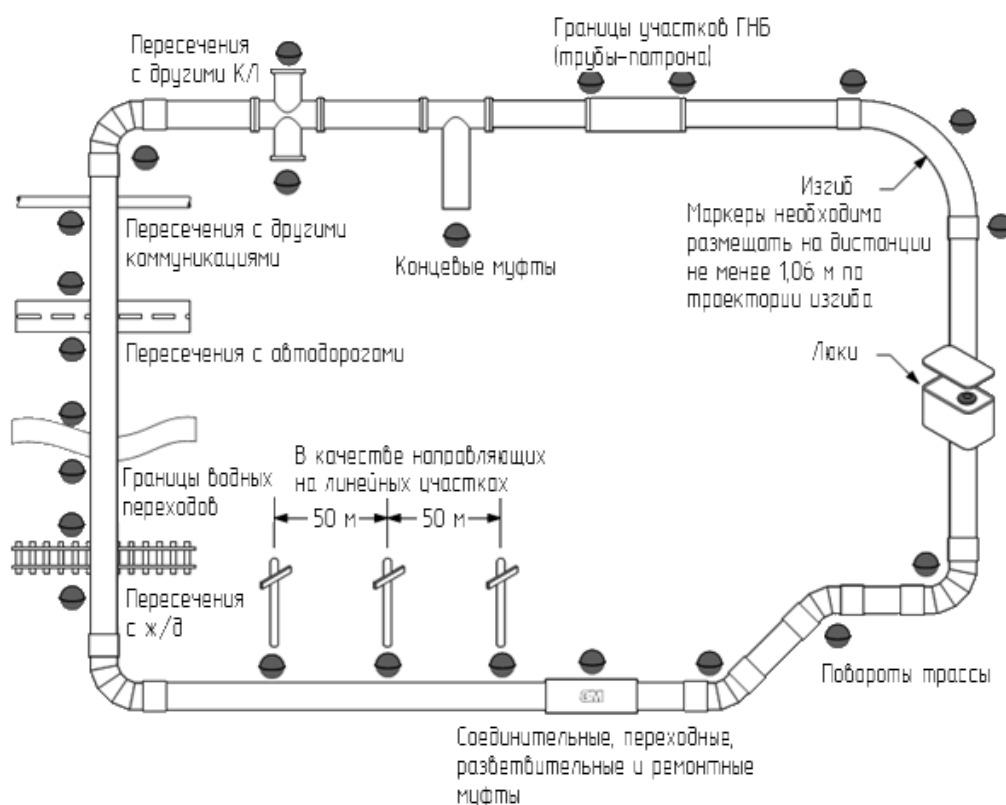 Пересечения
с другими КЛ
Границы участков ГНБ
(трубы-патрона)
Изгиб
Маркеры необходимо
размещать на дистанции
не менее 1,06 м по
траектории изгиба
Пересечения с другими
коммуникациями
Концевые муфты
Пересечения с автодорогами
Люки
Границы водных
переходов
В качестве направляющих
на линейных участках
50 м
50 м
Пересечения
с ж/д
Повороты трассы
Соединительные, переходные,
разветвительные и ремонтные
муфты